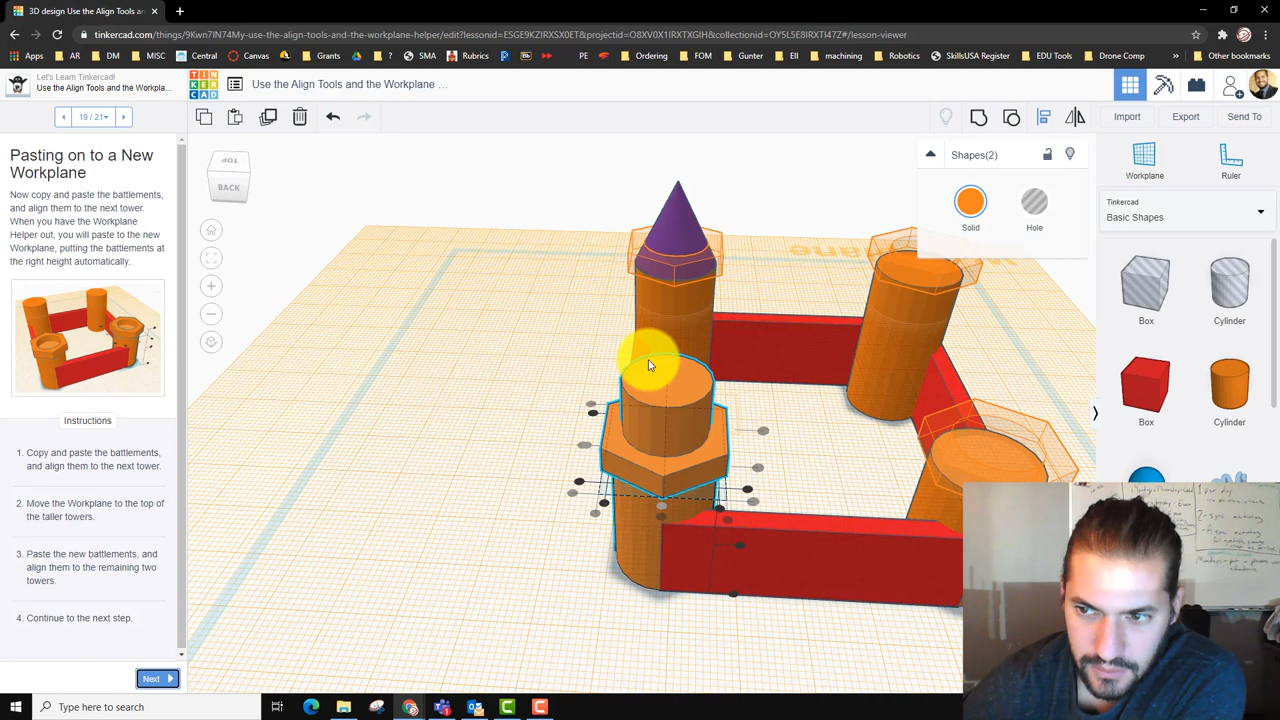 3D design Use the Align Tools an
tinkercad.com/things/9Kwn7IN74My-use-the-align-tools-and-the-workplane-helper/edit?lessonid=ESGE9KZIRXSX0ET&projectid=O8XV0X1IRTXGIH&collectionid=OY5L5E8IRXTI47Z#/lesson-viewer
Apps
AR
DM
MISC
Central
Canvas
Grants
?
SMA
Rubrics
PE
Ordering
FOM
Gunter
Ell
machining
Robotics
SkillsUSA Register
EDU Tools
Drone Comp
Other bookmarks
Let's Learn Tinkercad!
Use the Align Tools and the Workpla...
TIN
KER
CAD
Use the Align Tools and the Workplane …
19 / 21
Import
Export
Send To
Pasting on to a New
Workplane
Now copy and paste the battlements,
and align them to the next tower.
When you have the Workplane
Helper out, you will paste to the new
Workplane, putting the battlements at
the right height automatically.
Instructions
1. Copy and paste the battlements,
and align them to the next tower.
2. Move the Workplane to the top of
the taller towers.
3. Paste the new battlements, and
align them to the remaining two
towers.
4. Continue to the next step.
Next
TOP
BACK
Shapes(2)
Solid
Hole
Workplane
Ruler
Tinkercad
Basic Shapes
Box
Cylinder
Box
Cylinder
Type here to search